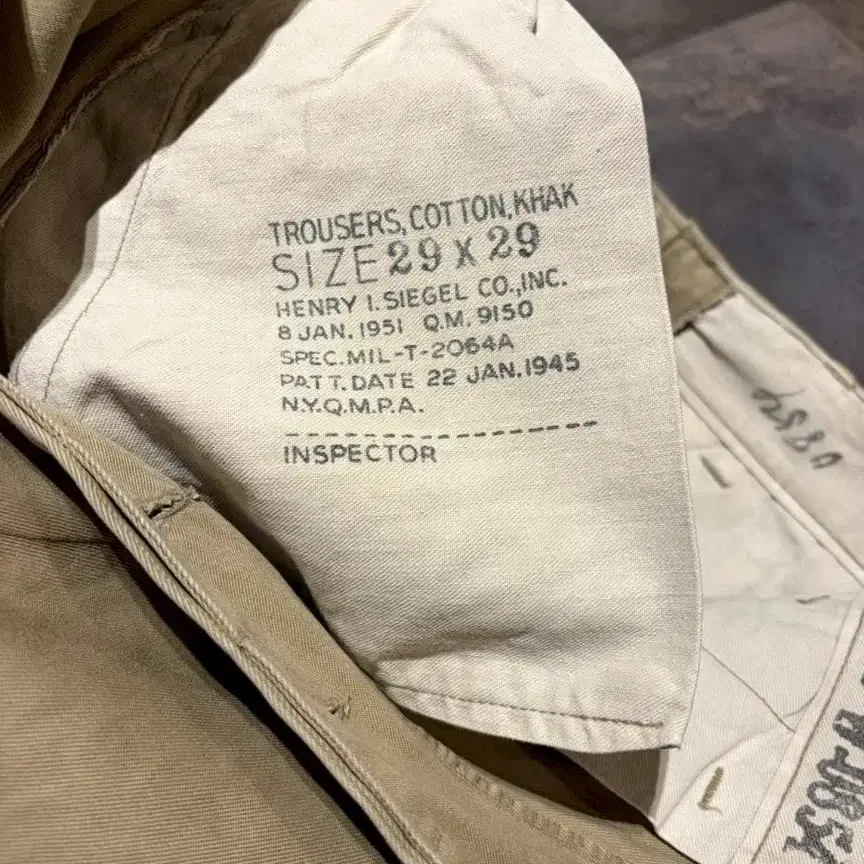 TROUSERS, COTTON, KHAK
SIZE 29 X 29
HENRY I. SIEGEL CO., INC.
8 JAN. 1951 Q.M. 9150
SPEC. MIL-T-2064A
PATT. DATE 22 JAN. 1945
N.Y.Q.M.P.A.
INSPECTOR